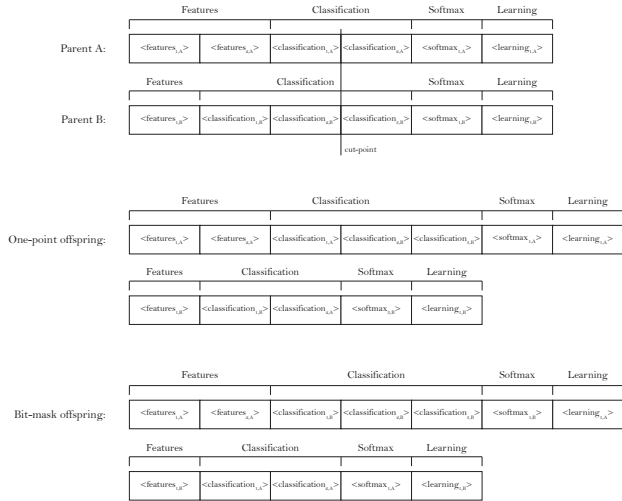 Features Classification Softmax Learning
Parent A: <features1,A> <features2,A> <classification1,A> <classification2,A> <softmax1,A> <learning1,A>
Features Classification Softmax Learning
Parent B: <features1,B> <classification1,B> <classification2,B> <classification3,B> <softmax1,B> <learning1,B>
cut-point
Features Classification Softmax Learning
One-point offspring: <features1,A> <features2,A> <classification1,A> <classification2,B> <classification3,B> <softmax1,A> <learning1,A>
Features Classification Softmax Learning
<features1,B> <classification1,B> <classification2,A> <softmax1,B> <learning1,B>
Features Classification Softmax Learning
Bit-mask offspring: <features1,A> <features2,A> <classification1,B> <classification2,B> <classification3,B> <softmax1,B> <learning1,A>
Features Classification Softmax Learning
<features1,B> <classification1,A> <classification2,A> <softmax1,A> <learning1,B>